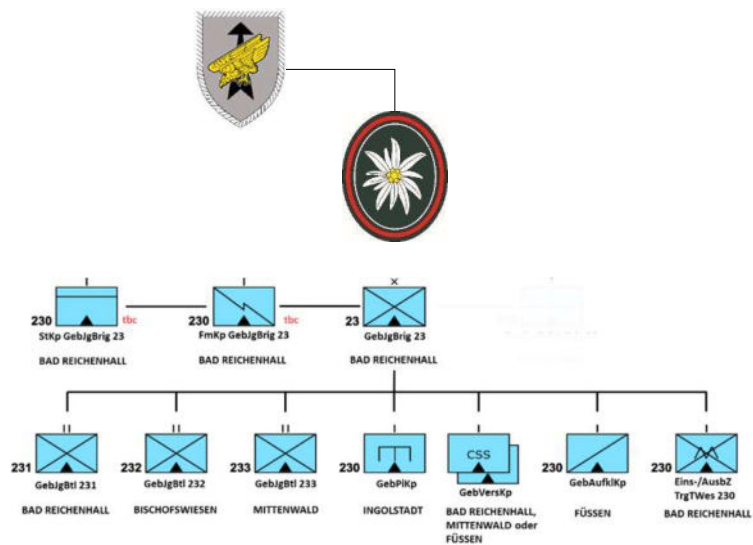 230
tbc
StKp GebJgBrig 23
BAD REICHENHALL
230
tbc
FmKp GebJgBrig 23
BAD REICHENHALL
23
GebJgBrig 23
BAD REICHENHALL
231
GebJgBtl 231
BAD REICHENHALL
232
GebJgBtl 232
BISCHOFSWIESEN
233
GebJgBtl 233
MITTENWALD
230
GebPiKp
INGOLSTADT
CSS
GebVersKp
BAD REICHENHALL,
MITTENWALD oder
FÜSSEN
230
GebAufklKp
FÜSSEN
230
Eins-/AusbZ
TrgTWes 230
BAD REICHENHALL